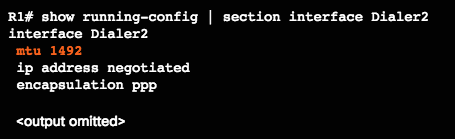 R1# show running-config | section interface Dialer2
interface Dialer2
 mtu 1492
 ip address negotiated
 encapsulation ppp
 <output omitted>